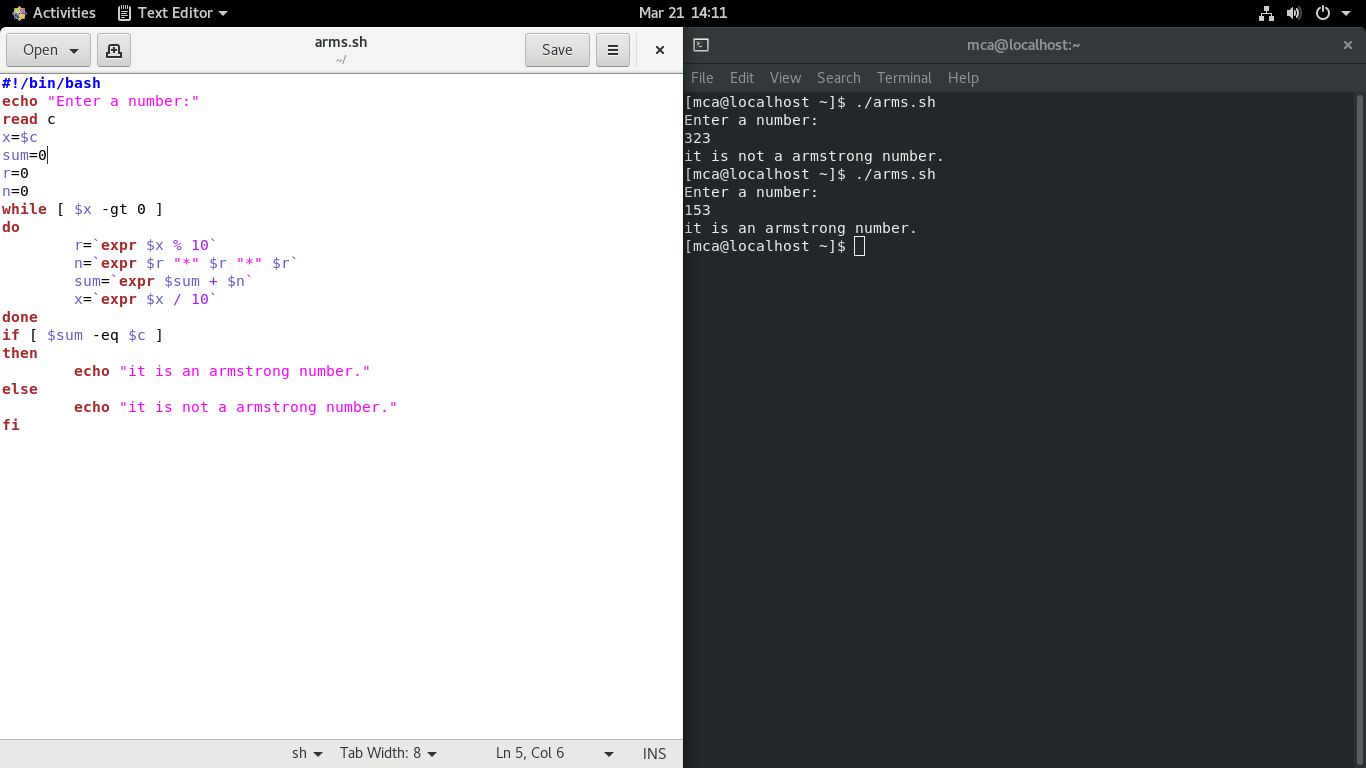 Activities Text Editor Mar 21 14:11
Open arms.sh Save
~/
#!/bin/bash
echo "Enter a number:"
read c
x=$c
sum=0
r=0
n=0
while [ $x -gt 0 ]
do
        r=`expr $x % 10`
        n=`expr $r "*" $r "*" $r`
        sum=`expr $sum + $n`
        x=`expr $x / 10`
done
if [ $sum -eq $c ]
then
        echo "it is an armstrong number."
else
        echo "it is not a armstrong number."
fi
sh Tab Width: 8 Ln 5, Col 6 INS
mca@localhost:~
File Edit View Search Terminal Help
[mca@localhost ~]$ ./arms.sh
Enter a number:
323
it is not a armstrong number.
[mca@localhost ~]$ ./arms.sh
Enter a number:
153
it is an armstrong number.
[mca@localhost ~]$